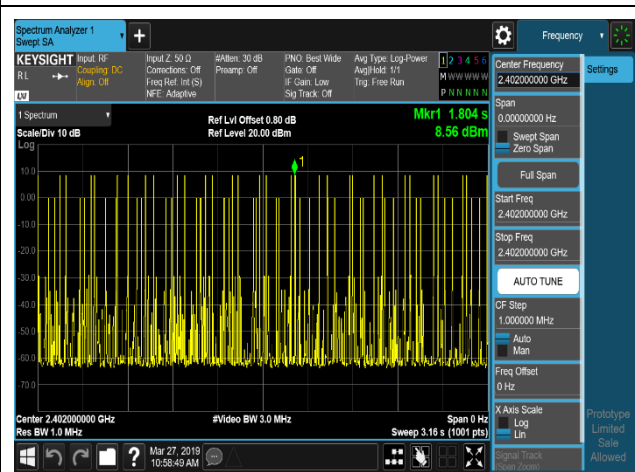 Spectrum Analyzer 1
Swept SA
+
Frequency
KEYSIGHT
RL
LXI
Input: RF
Coupling: DC
Align: Off
Input Z: 50 Ω
Corrections: Off
Freq Ref: Int (S)
NFE: Adaptive
#Atten: 30 dB
Preamp: Off
PNO: Best Wide
Gate: Off
IF Gain: Low
Sig Track: Off
Avg Type: Log-Power
Avg|Hold: 1/1
Trig: Free Run
1 2 3 4 5 6
M W W W W W
P N N N N N
Center Frequency
2.402000000 GHz
Settings
1 Spectrum
Scale/Div 10 dB
Log
Ref Lvl Offset 0.80 dB
Ref Level 20.00 dBm
Mkr1 1.804 s
8.56 dBm
Span
0.00000000 Hz
Swept Span
Zero Span
Full Span
Start Freq
2.402000000 GHz
Stop Freq
2.402000000 GHz
AUTO TUNE
CF Step
1.000000 MHz
Auto
Man
Freq Offset
0 Hz
X Axis Scale
Log
Lin
Signal Track
(Span Zoom)
1
10.0
0.00
-10.0
-20.0
-30.0
-40.0
-50.0
-60.0
-70.0
Center 2.402000000 GHz
Res BW 1.0 MHz
#Video BW 3.0 MHz
Span 0 Hz
Sweep 3.16 s (1001 pts)
?
Mar 27, 2019
10:58:49 AM
Prototype
Limited
Sale
Allowed